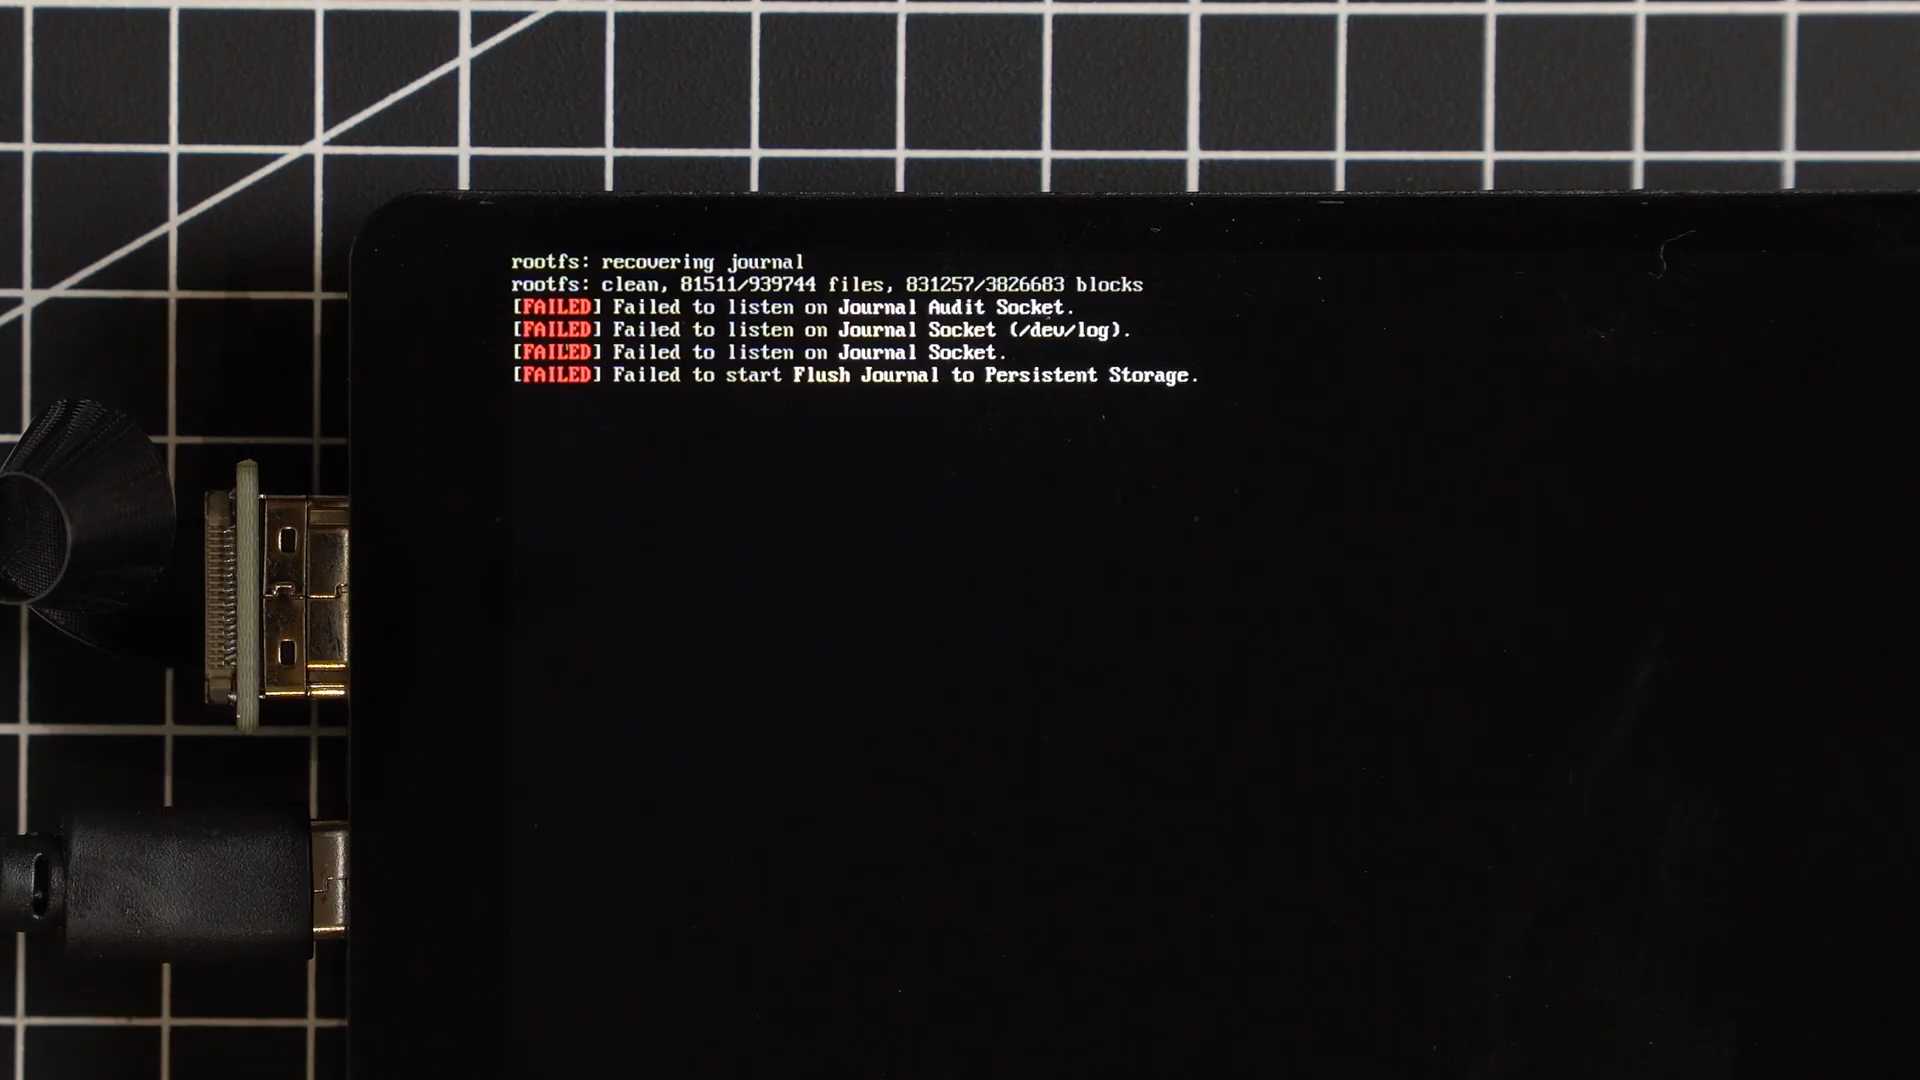 rootfs: recovering journal
rootfs: clean, 81511/939744 files, 831257/3826683 blocks
[FAILED] Failed to listen on Journal Audit Socket.
[FAILED] Failed to listen on Journal Socket (/dev/log).
[FAILED] Failed to listen on Journal Socket.
[FAILED] Failed to start Flush Journal to Persistent Storage.